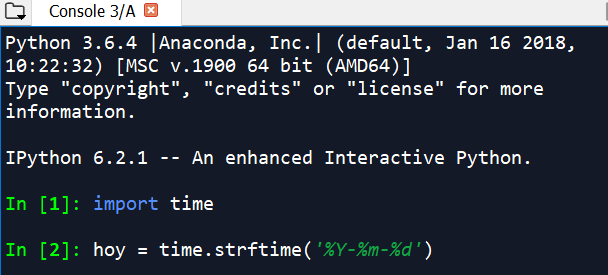 Console 3/A
Python 3.6.4 |Anaconda, Inc.| (default, Jan 16 2018,
10:22:32) [MSC v.1900 64 bit (AMD64)]
Type "copyright", "credits" or "license" for more
information.
IPython 6.2.1 -- An enhanced Interactive Python.
In [1]: import time
In [2]: hoy = time.strftime('%Y-%m-%d')